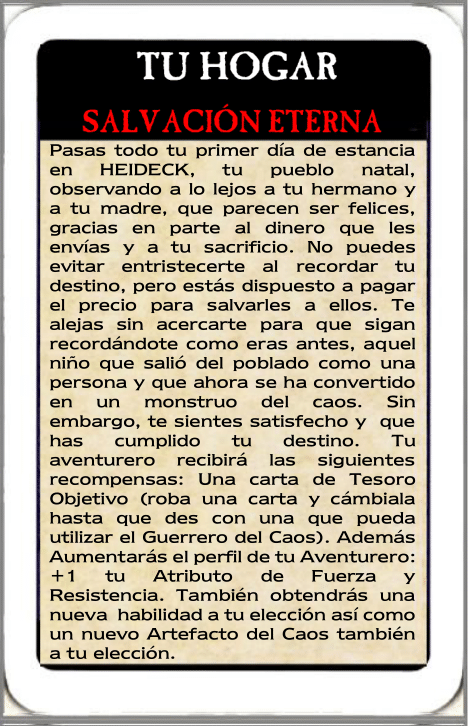 TU HOGAR
SALVACIÓN ETERNA
Pasas todo tu primer día de estancia
en HEIDECK, tu pueblo natal,
observando a lo lejos a tu hermano y
a tu madre, que parecen ser felices,
gracias en parte al dinero que les
envías y a tu sacrificio. No puedes
evitar entristecerte al recordar tu
destino, pero estás dispuesto a pagar
el precio para salvarles a ellos. Te
alejas sin acercarte para que sigan
recordándote como eras antes, aquel
niño que salió del poblado como una
persona y que ahora se ha convertido
en un monstruo del caos. Sin
embargo, te sientes satisfecho y que
has cumplido tu destino. Tu
aventurero recibirá las siguientes
recompensas: Una carta de Tesoro
Objetivo (roba una carta y cámbiala
hasta que des con una que pueda
utilizar el Guerrero del Caos). Además
Aumentarás el perfil de tu Aventurero:
+1 tu Atributo de Fuerza y
Resistencia. También obtendrás una
nueva habilidad a tu elección así como
un nuevo Artefacto del Caos también
a tu elección.